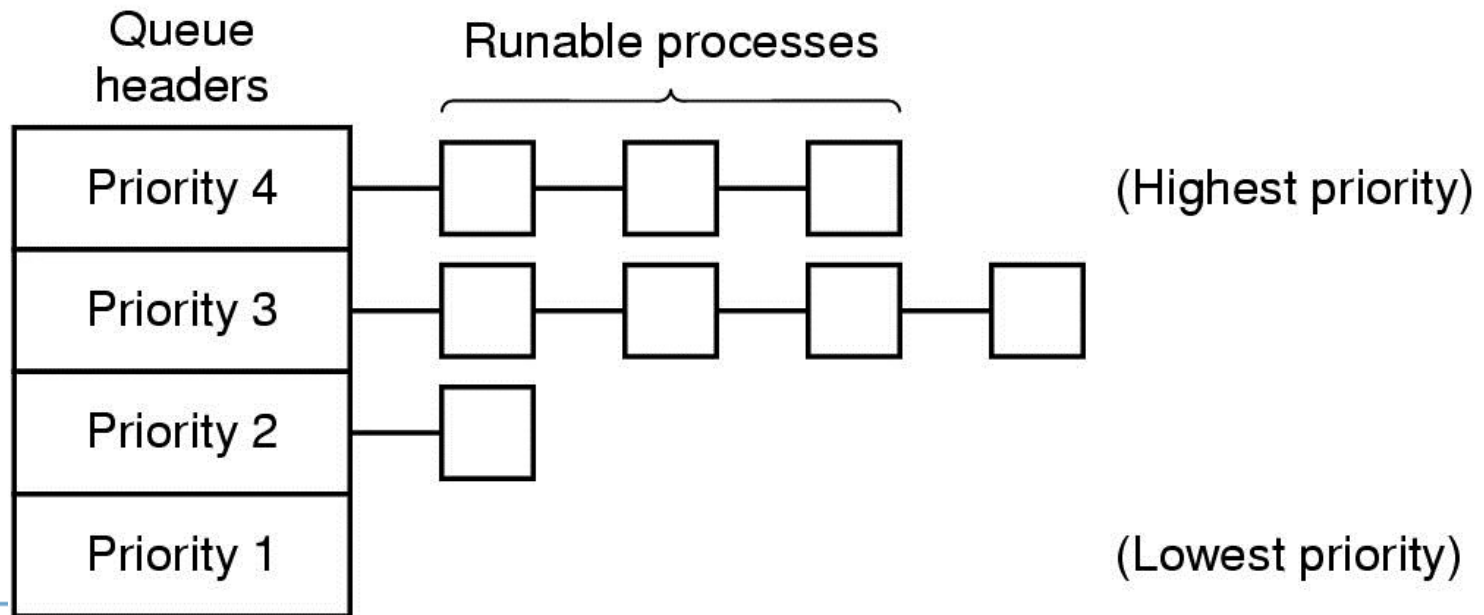 Queue
headers
Runable processes
Priority 4
(Highest priority)
Priority 3
Priority 2
Priority 1
(Lowest priority)